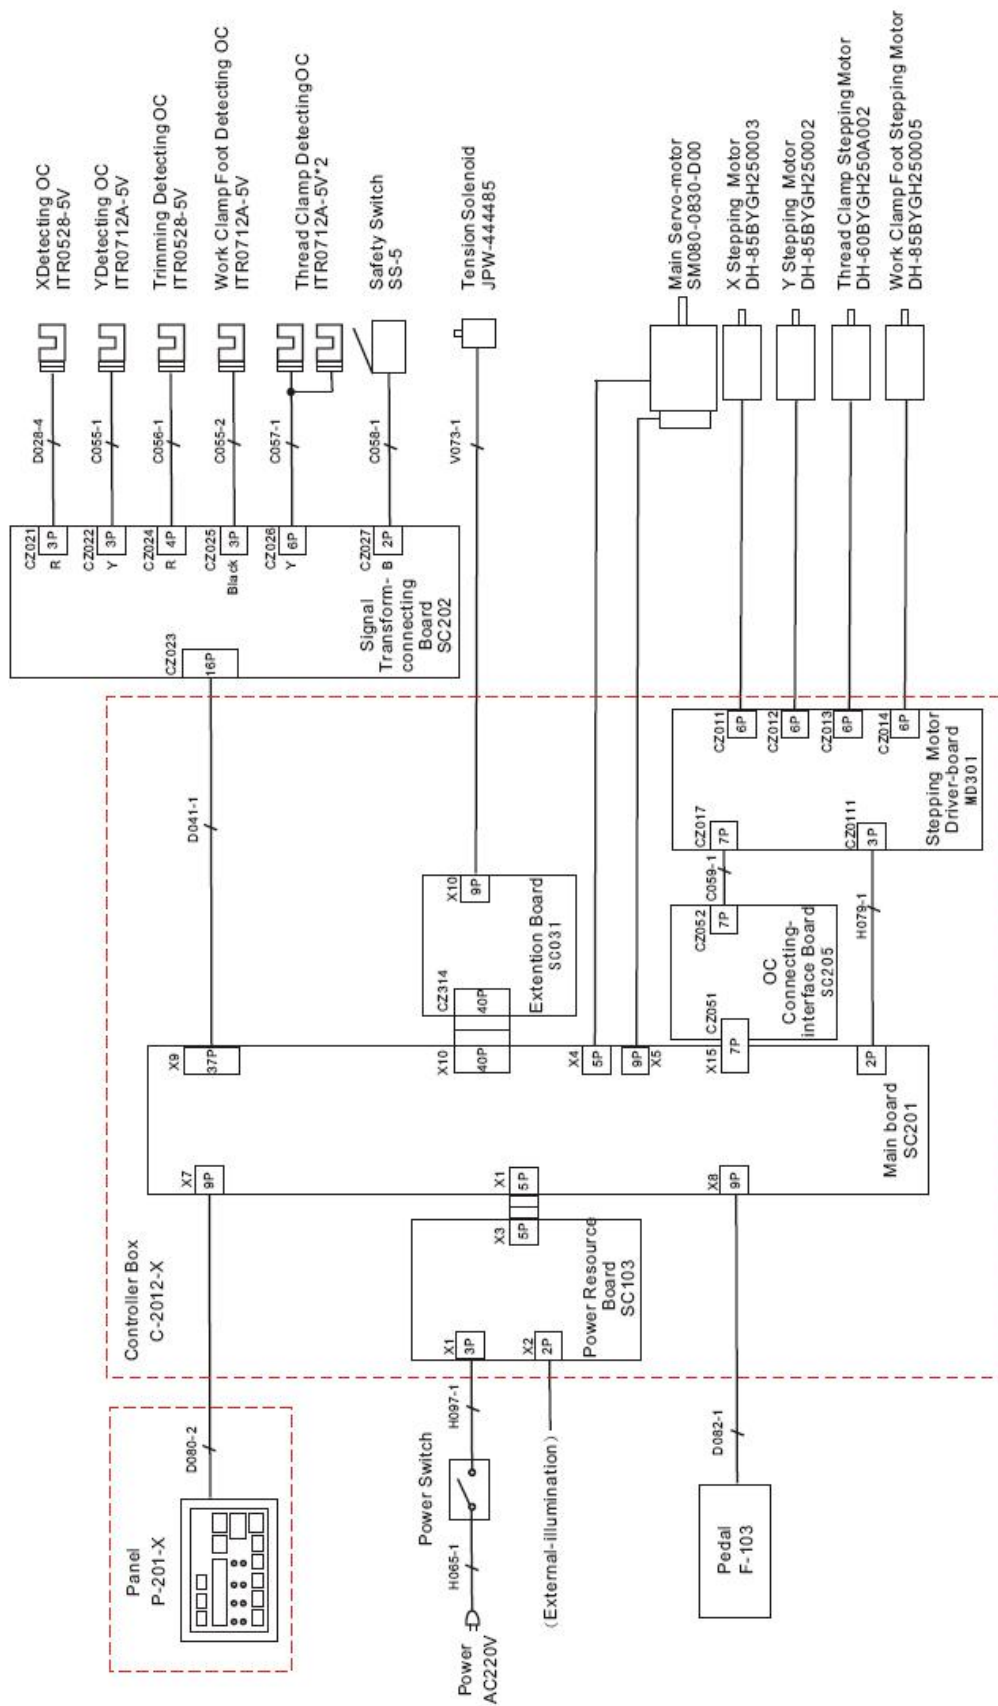 Panel
P-201-X
D080-2
Controller Box
C-2012-X
X7
9P
X9
37P
D041-1
CZ023
16P
CZ021
3P
R
D028-4
XDetecting OC
ITR0528-5V
CZ022
3P
Y
C055-1
YDetecting OC
ITR0712A-5V
CZ024
4P
R
C056-1
Trimming Detecting OC
ITR0528-5V
CZ025
3P
Black
C055-2
Work Clamp Foot Detecting OC
ITR0712A-5V
CZ026
6P
Y
C057-1
Thread Clamp DetectingOC
ITR0712A-5V*2
CZ027
2P
B
C058-1
Safety Switch
SS-5
Signal
Transform-
connecting
Board
SC202
V073-1
Tension Solenoid
JPW-444485
Power
AC220V
H065-1
Power Switch
H097-1
X1
3P
X2
2P
(External-illumination)
X3
5P
Power Resource
Board
SC103
X1
5P
X10
40P
CZ314
40P
X10
9P
Extention Board
SC031
X4
5P
9P
X5
Main Servo-motor
SM080-0830-D00
Pedal
F-103
D082-1
X8
9P
X15
7P
CZ051
CZ052
7P
OC
Connecting-
interface Board
SC205
C059-1
CZ017
7P
2P
H079-1
CZ0111
3P
Main board
SC201
CZ011
6P
X Stepping Motor
DH-85BYGH250003
CZ012
6P
Y Stepping Motor
DH-85BYGH250002
CZ013
6P
Thread Clamp Stepping Motor
DH-60BYGH250A002
CZ014
6P
Work Clamp Foot Stepping Motor
DH-85BYGH250005
Stepping Motor
Driver-board
MD301